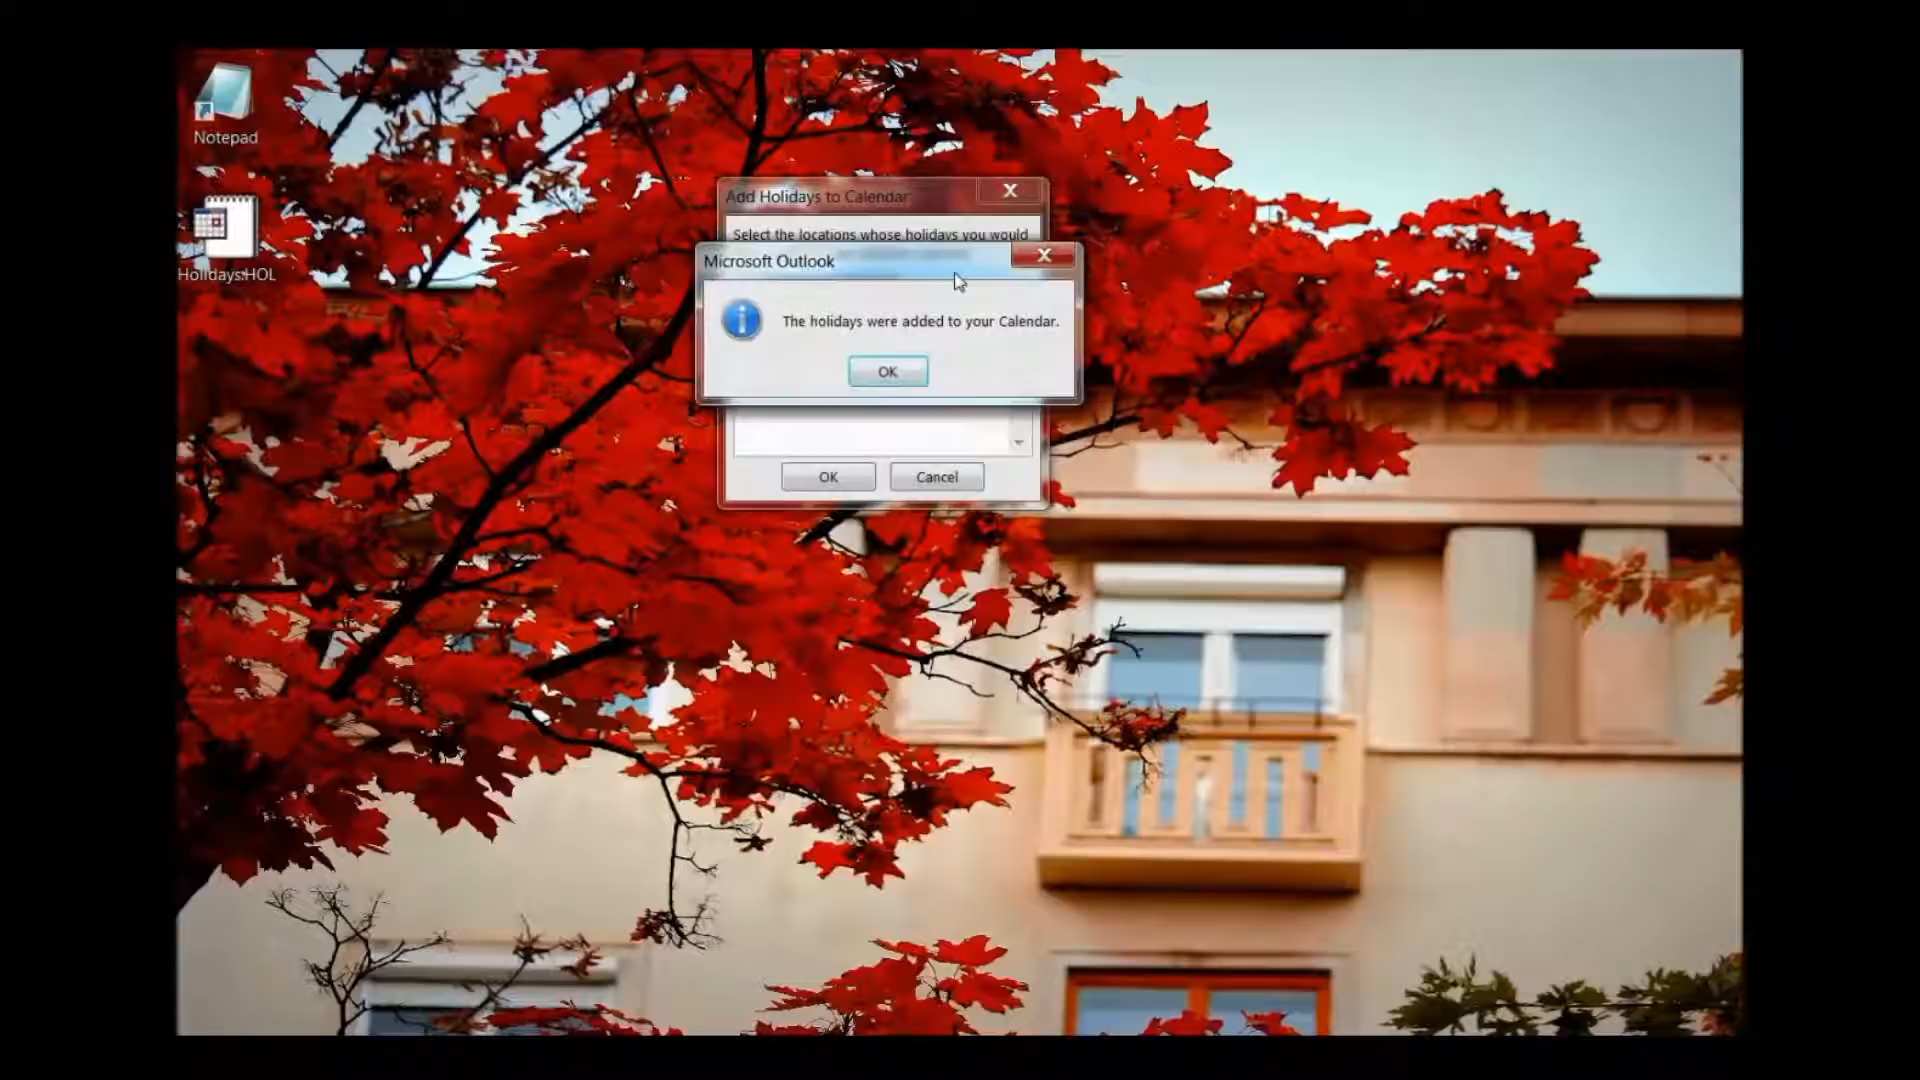 Notepad
Holidays.HOL
Add Holidays to Calendar
Select the locations whose holidays you would
Microsoft Outlook
The holidays were added to your Calendar.
OK
OK
Cancel